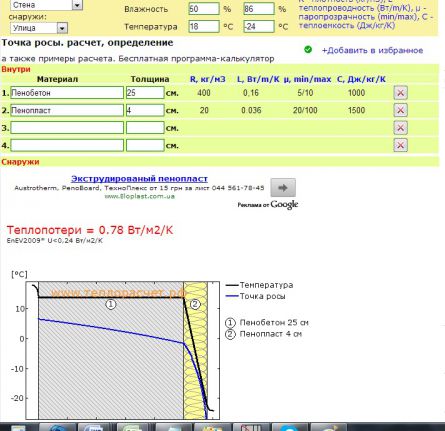 Стена
снаружи:
Улица
Влажность 50 % 86 %
Температура 18 °C -24 °C
теплопроводность (Вт/m/K), μ -
паропрозрачность (min/max), C -
теплоемкость (Дж/кг/K)
Точка росы. расчет, определение
+Добавить в избранное
а также примеры расчета. Бесплатная программа-калькулятор
Внутри
Материал Толщина R, кг/м3 L, Вт/m/K μ, min/max C, Дж/кг/K
1. Пенобетон 25 см. 400 0,16 5/10 1000
2. Пенопласт 4 см. 20 0.036 20/100 1500
3. см.
4. см.
Снаружи
Экструдированый пенопласт
Austrotherm, PenoBoard, ТехноПлекс от 15 грн за лист 044 561-78-45
www.Eloplast.com.ua
Реклама от Google
Теплопотери = 0.78 Вт/м2/K
EnEV2009* U<0,24 Вт/м2/K
[°C]
www.теплорасчет.рф
10
0
-10
-20
1
2
Температура
Точка росы
1 Пенобетон 25 см
2 Пенопласт 4 см